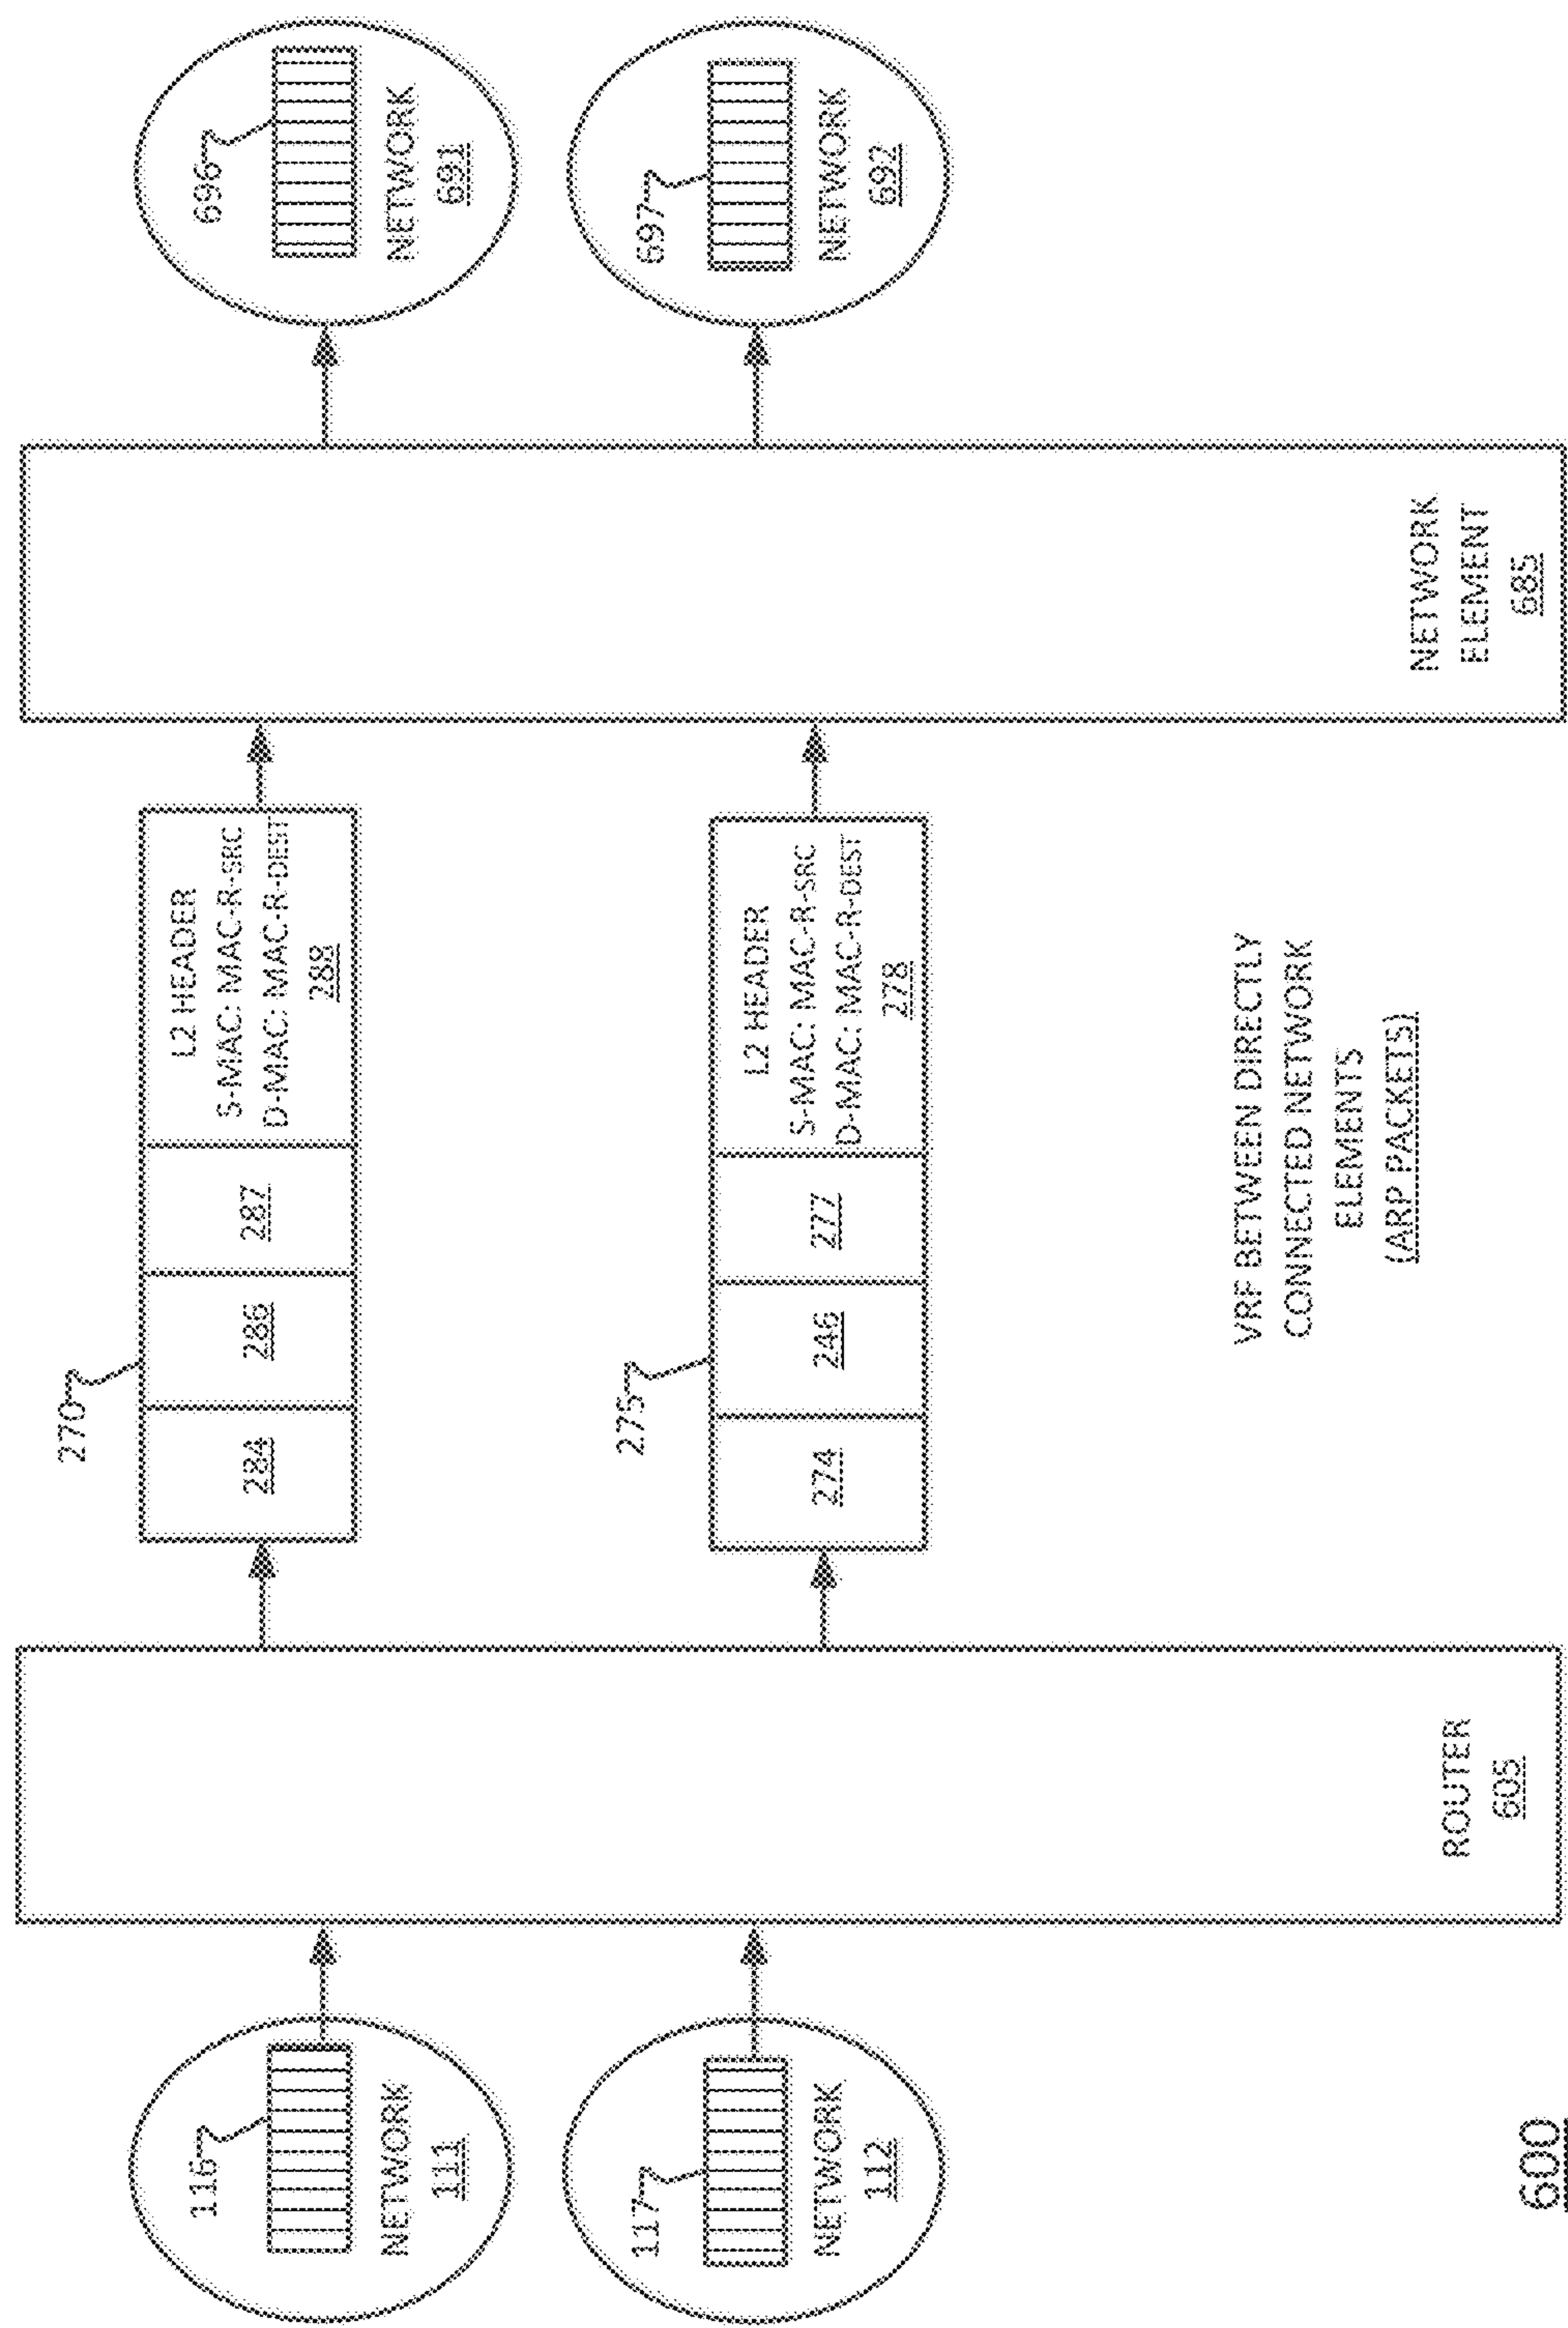 116
NETWORK
111
117
NETWORK
112
ROUTER
605
270
284
286
287
L2 HEADER
S-MAC: MAC-R-SRC
D-MAC: MAC-R-DEST
288
275
274
246
277
L2 HEADER
S-MAC: MAC-R-SRC
D-MAC: MAC-R-DEST
278
VRF BETWEEN DIRECTLY
CONNECTED NETWORK
ELEMENTS
(ARP PACKETS)
NETWORK
ELEMENT
685
696
NETWORK
691
697
NETWORK
692
600